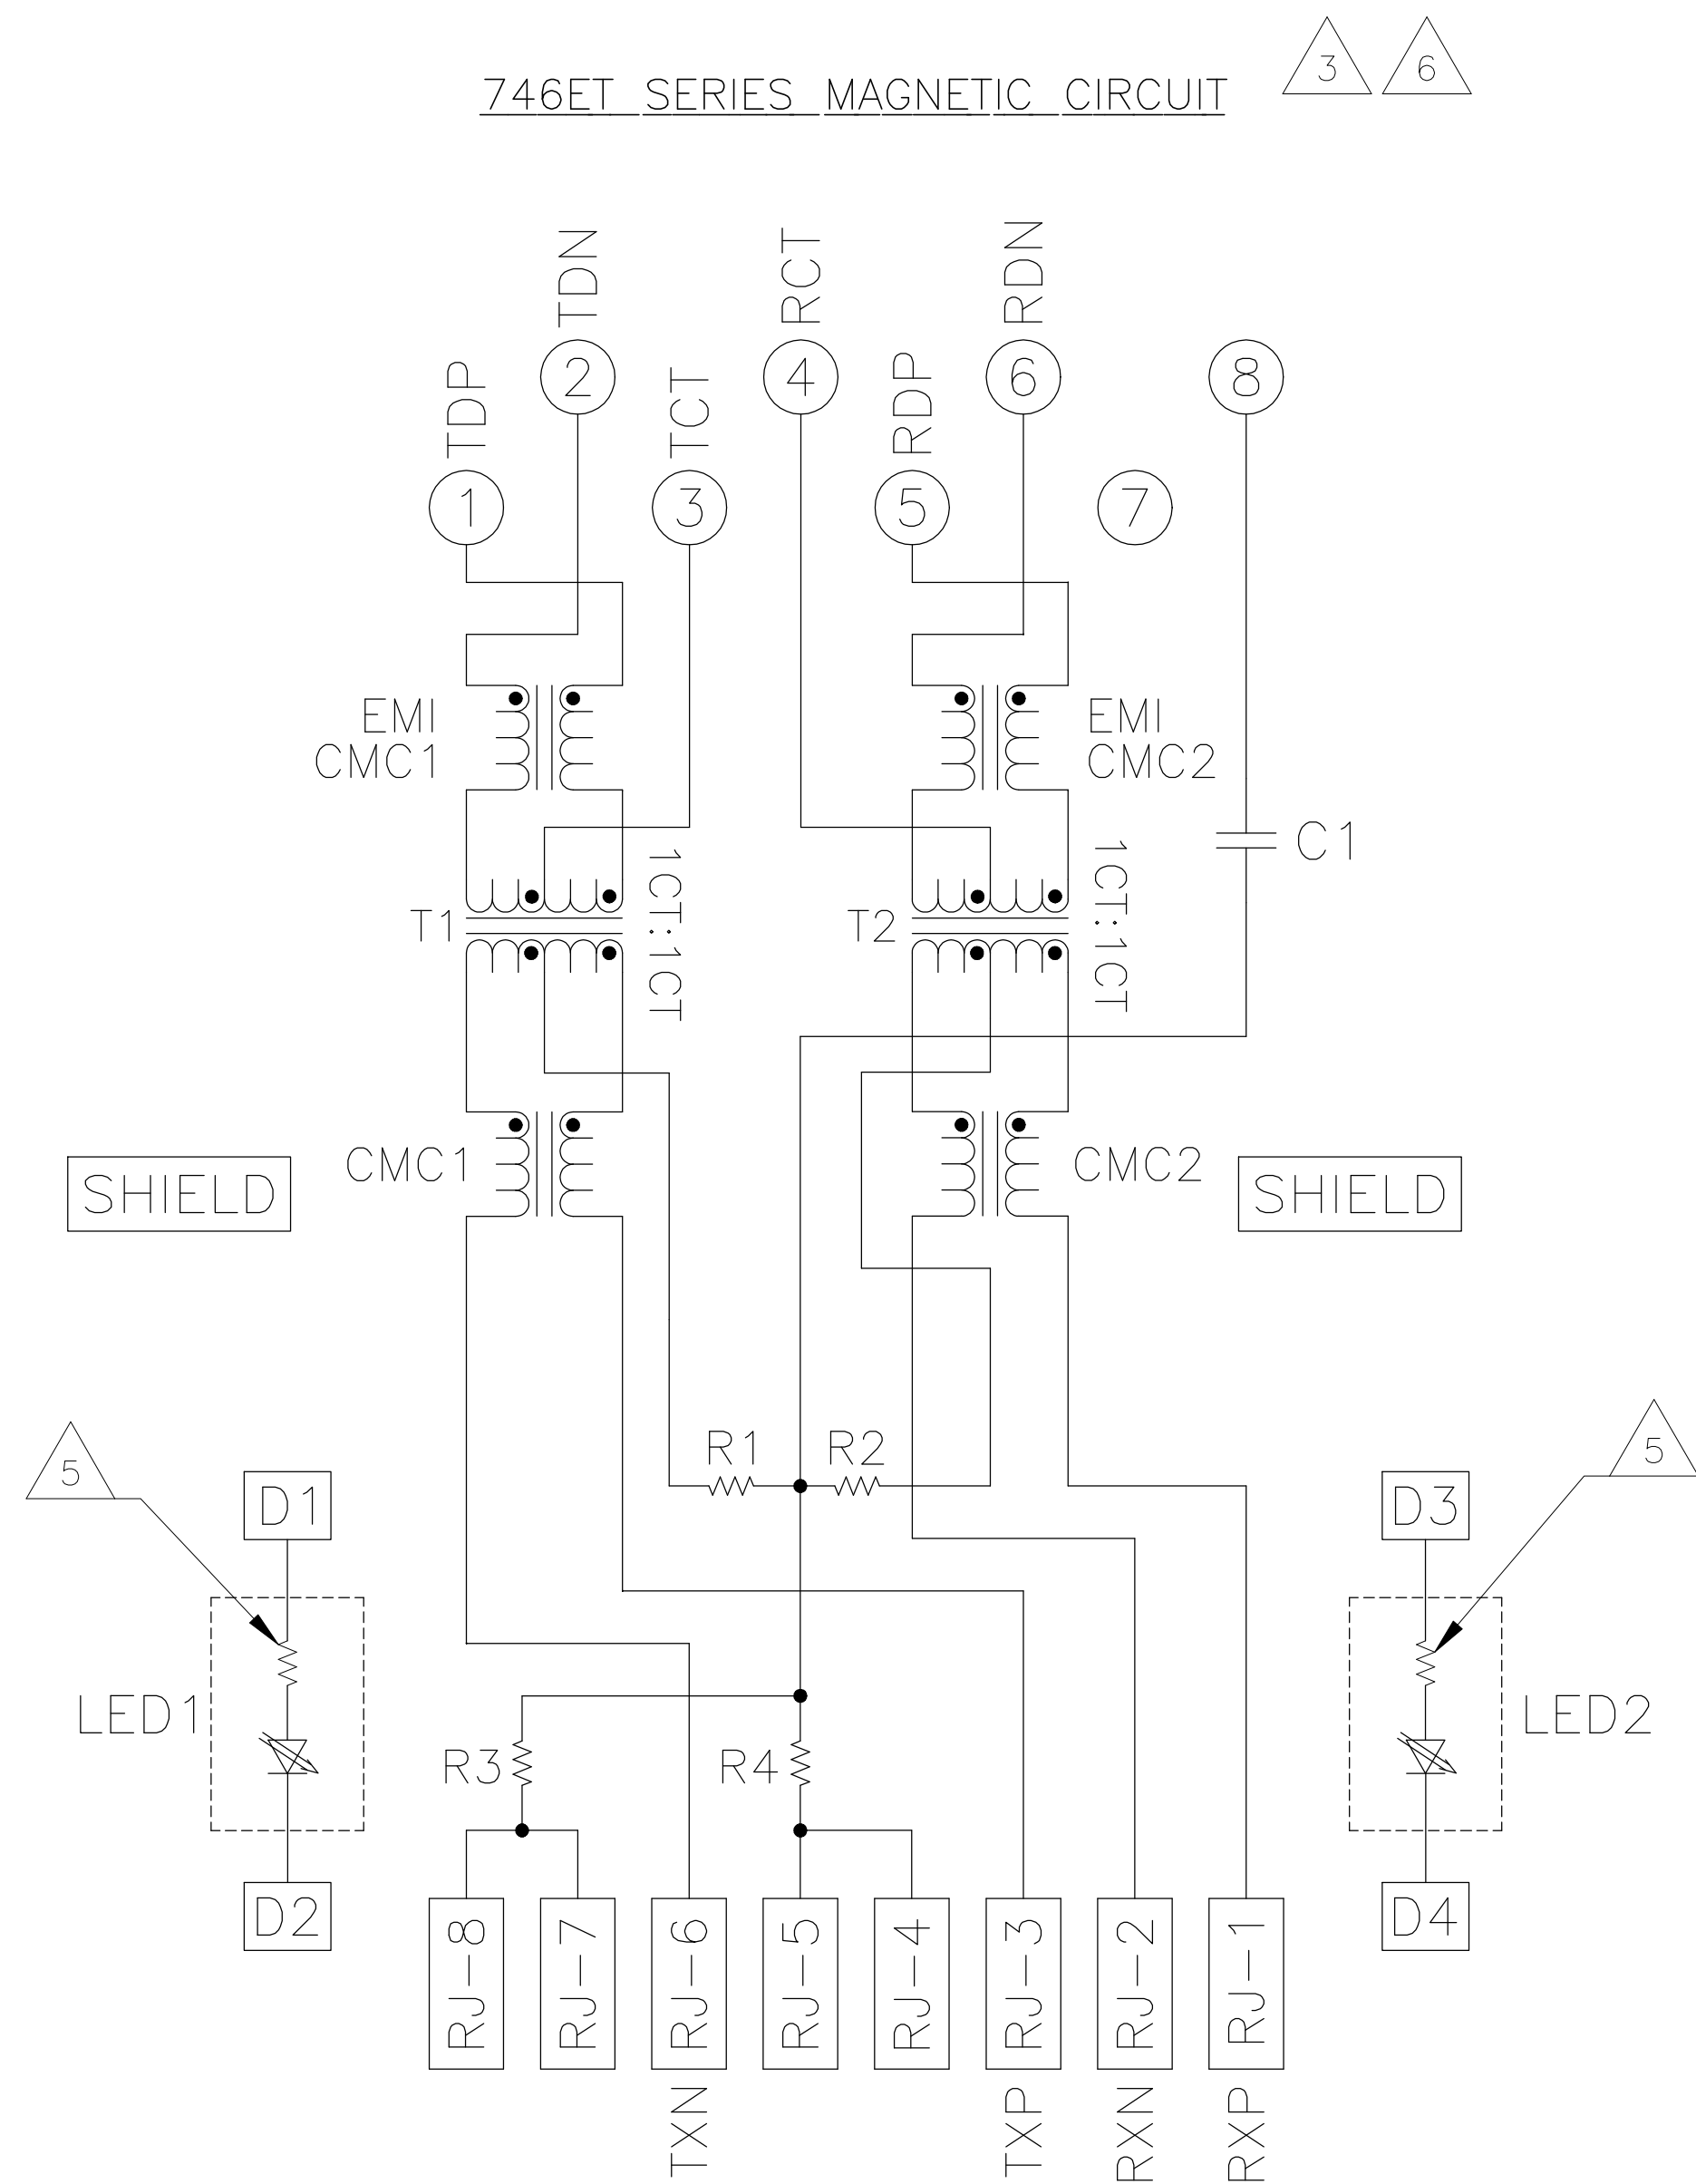 746ET SERIES MAGNETIC CIRCUIT
3
6
TDN
RCT
RDN
2
4
6
8
TDP
TCT
RDP
1
3
5
7
EMI
CMC1
EMI
CMC2
C1
T1
1CT:1CT
T2
1CT:1CT
CMC1
CMC2
SHIELD
SHIELD
R1
R2
5
5
D1
D3
LED1
LED2
R3
R4
D2
D4
RJ-8
RJ-7
RJ-6
RJ-5
RJ-4
RJ-3
RJ-2
RJ-1
TXN
TXP
RXN
RXP